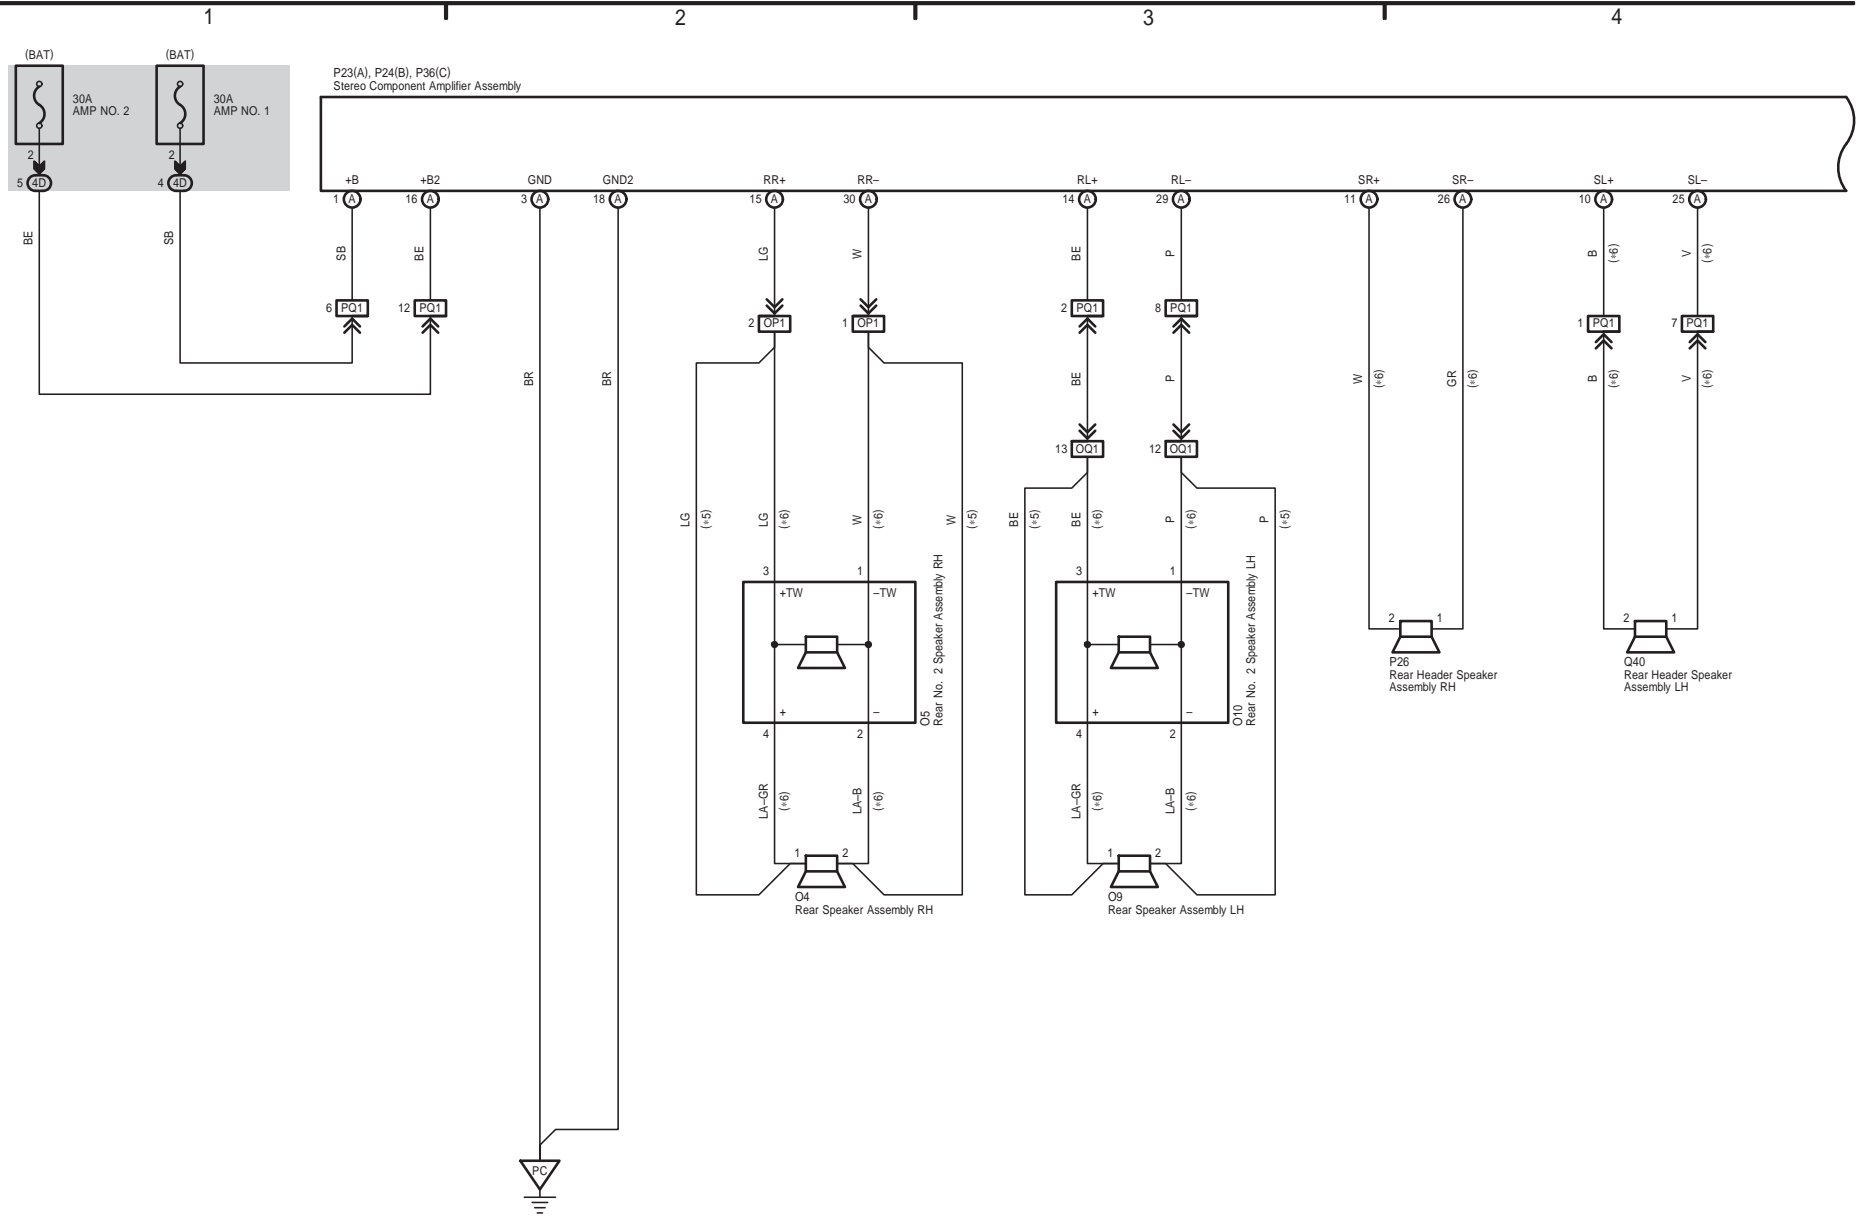 1 2 3 4
(BAT) (BAT)
30A
AMP NO. 2
30A
AMP NO. 1
2 2
5 4D 4 4D
P23(A), P24(B), P36(C)
Stereo Component Amplifier Assembly
+B +B2 GND GND2 RR+ RR– RL+ RL– SR+ SR– SL+ SL–
1 A 16 A 3 A 18 A 15 A 30 A 14 A 29 A 11 A 26 A 10 A 25 A
BE SB SB BE LG W BE P B (*6) V (*6)
6 PQ1 12 PQ1 2 PQ1 8 PQ1
2 OP1 1 OP1 1 PQ1 7 PQ1
BR BR BE P W (*6) GR (*6) B (*6) V (*6)
13 OQ1 12 OQ1
LG (*5) LG (*6) W (*6) W (*5) BE (*5) BE (*6) P (*6) P (*5)
3 1 3 1
+TW –TW +TW –TW
O5
Rear No. 2 Speaker Assembly RH
O10
Rear No. 2 Speaker Assembly LH
2 1 2 1
P26
Rear Header Speaker
Assembly RH
Q40
Rear Header Speaker
Assembly LH
+ – + –
4 2 4 2
LA–GR (*6) LA–B (*6) LA–GR (*6) LA–B (*6)
1 2 1 2
O4
Rear Speaker Assembly RH
O9
Rear Speaker Assembly LH
PC